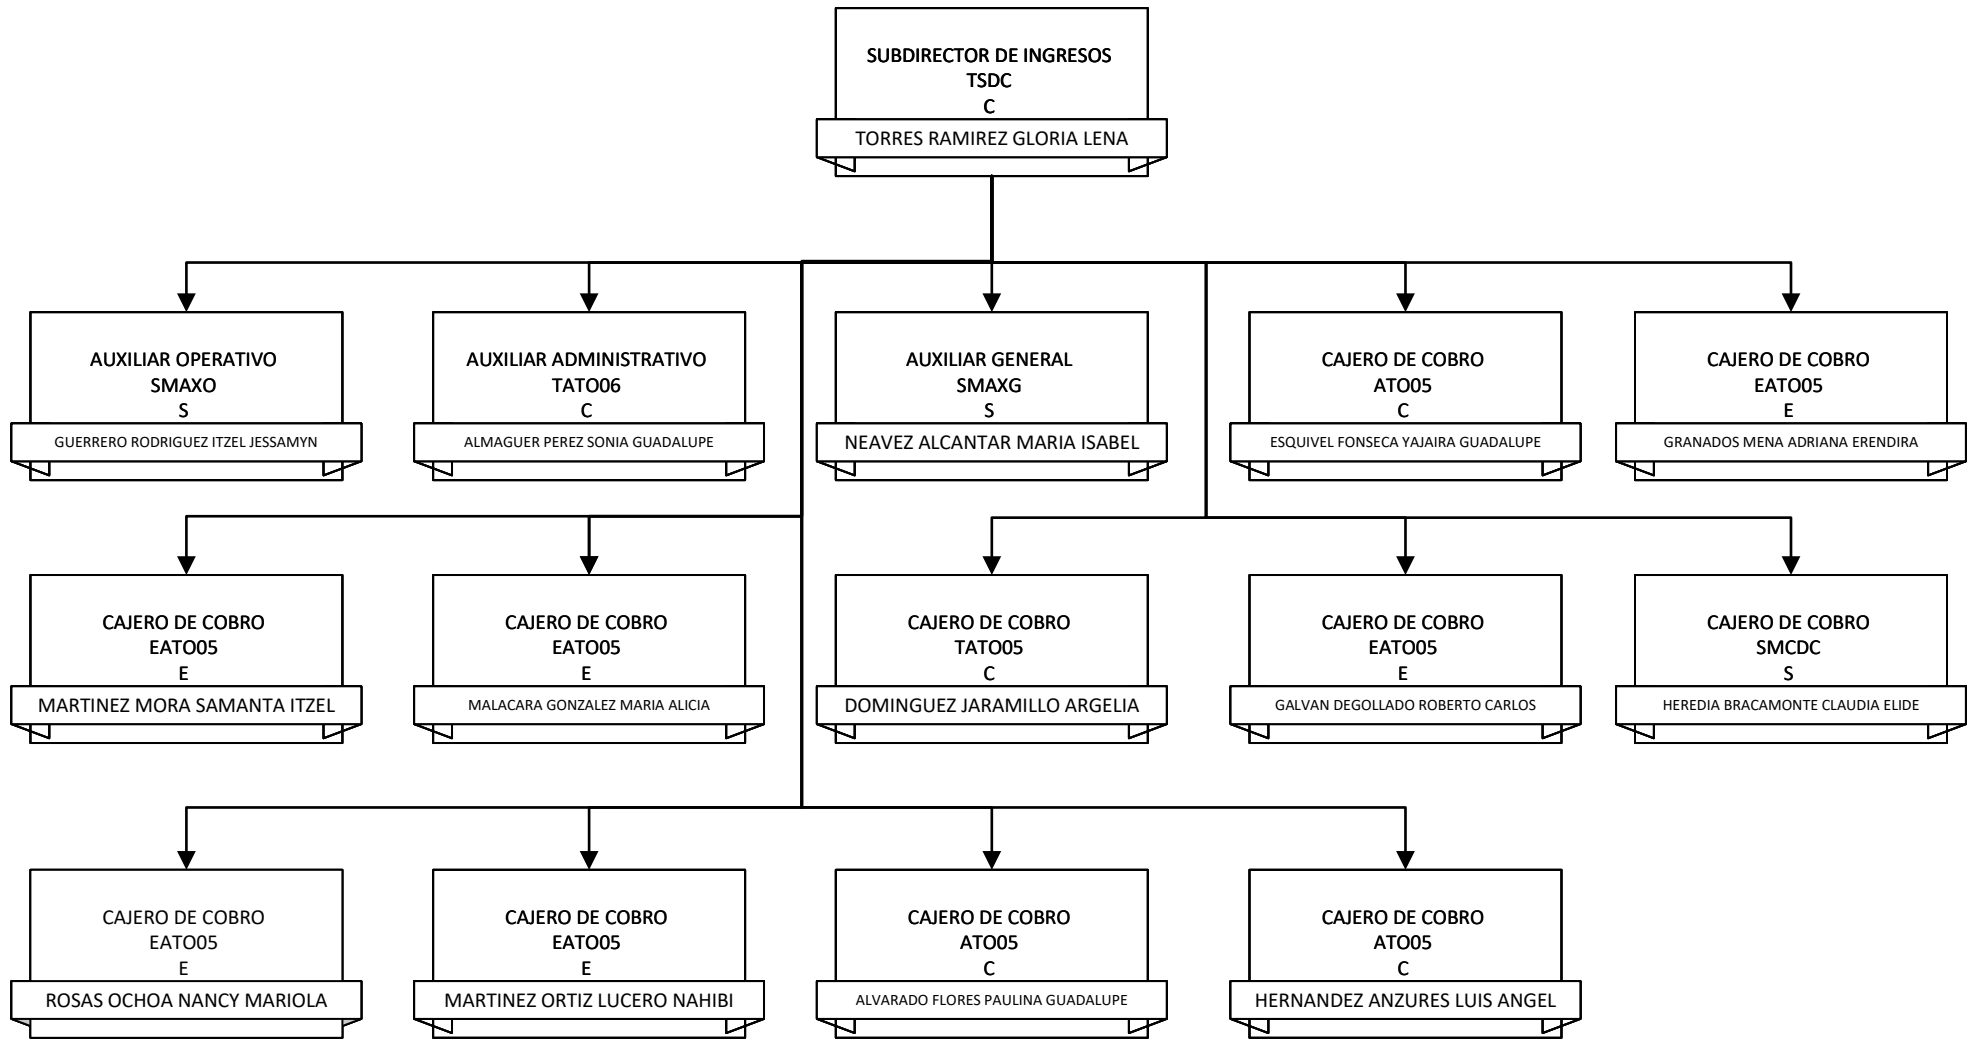 SUBDIRECTOR DE INGRESOS
TSDC
C
TORRES RAMIREZ GLORIA LENA
AUXILIAR OPERATIVO
SMAXO
S
GUERRERO RODRIGUEZ ITZEL JESSAMYN
AUXILIAR ADMINISTRATIVO
TATO06
C
ALMAGUER PEREZ SONIA GUADALUPE
AUXILIAR GENERAL
SMAXG
S
NEAVEZ ALCANTAR MARIA ISABEL
CAJERO DE COBRO
ATO05
C
ESQUIVEL FONSECA YAJAIRA GUADALUPE
CAJERO DE COBRO
EATO05
E
GRANADOS MENA ADRIANA ERENDIRA
CAJERO DE COBRO
EATO05
E
MARTINEZ MORA SAMANTA ITZEL
CAJERO DE COBRO
EATO05
E
MALACARA GONZALEZ MARIA ALICIA
CAJERO DE COBRO
TATO05
C
DOMINGUEZ JARAMILLO ARGELIA
CAJERO DE COBRO
EATO05
E
GALVAN DEGOLLADO ROBERTO CARLOS
CAJERO DE COBRO
SMCDC
S
HEREDIA BRACAMONTE CLAUDIA ELIDE
CAJERO DE COBRO
EATO05
E
ROSAS OCHOA NANCY MARIOLA
CAJERO DE COBRO
EATO05
E
MARTINEZ ORTIZ LUCERO NAHIBI
CAJERO DE COBRO
ATO05
C
ALVARADO FLORES PAULINA GUADALUPE
CAJERO DE COBRO
ATO05
C
HERNANDEZ ANZURES LUIS ANGEL